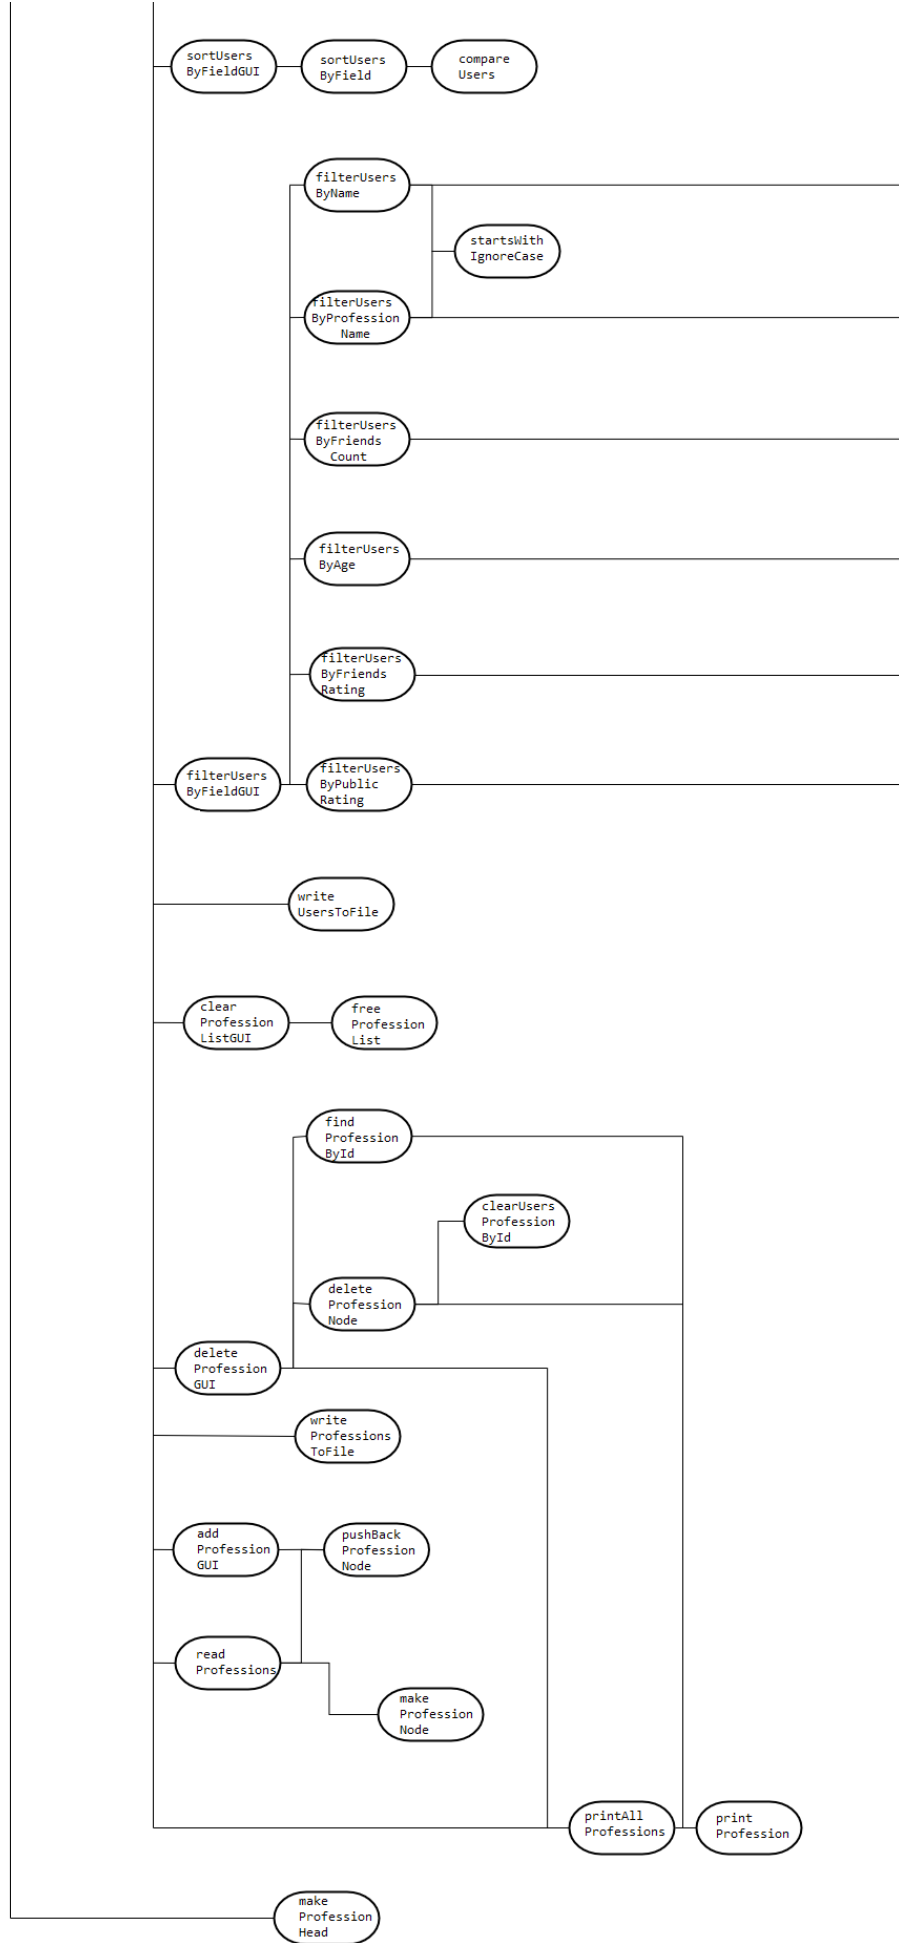 sortUsers
ByFieldGUI
sortUsers
ByField
compare
Users
filterUsers
ByName
startsWith
IgnoreCase
filterUsers
ByProfession
Name
filterUsers
ByFriends
Count
filterUsers
ByAge
filterUsers
ByFriends
Rating
filterUsers
ByFieldGUI
filterUsers
ByPublic
Rating
write
UsersToFile
clear
Profession
ListGUI
free
Profession
List
find
Profession
ById
clearUsers
Profession
ById
delete
Profession
Node
delete
Profession
GUI
write
Professions
ToFile
add
Profession
GUI
pushBack
Profession
Node
read
Professions
make
Profession
Node
printAll
Professions
print
Profession
make
Profession
Head